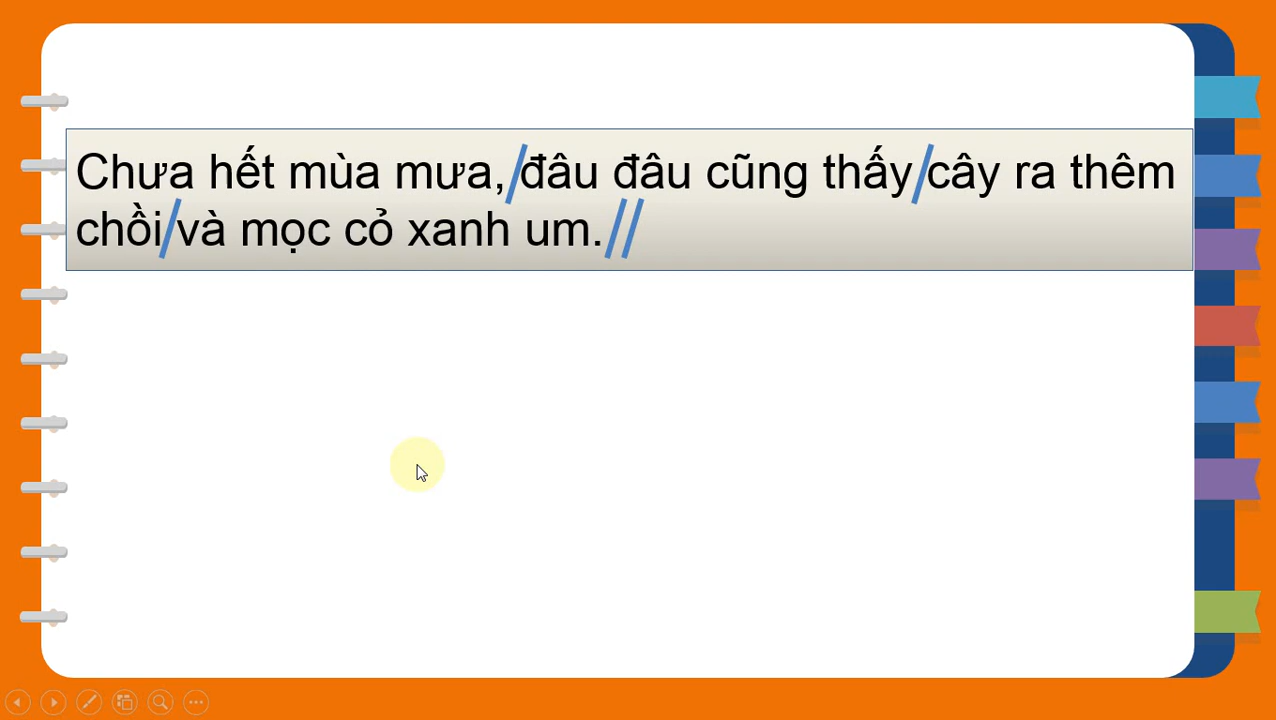 Chưa hết mùa mưa,/đâu đâu cũng thấy/cây ra thêm
chồi/và mọc cỏ xanh um.//